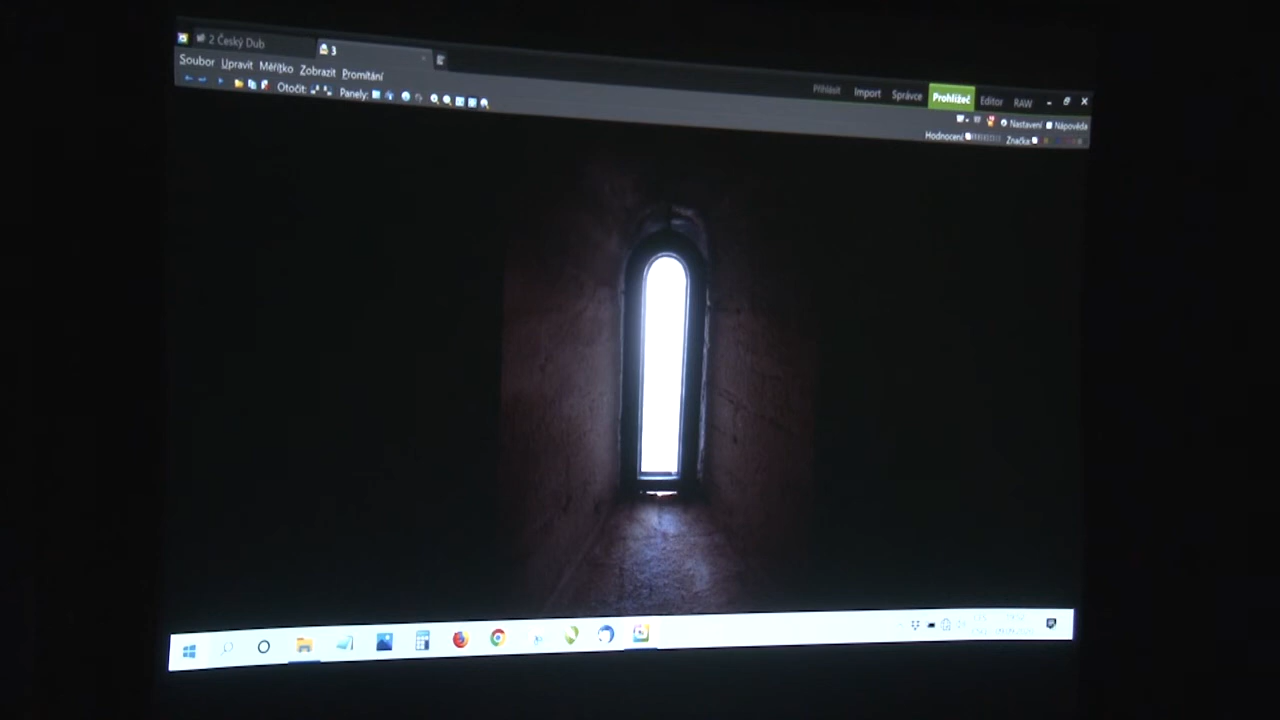 2 Český Dub
3
Soubor Upravit Měřítko Zobrazit Promítání
Přihlásit Import Správce Prohlížeč Editor RAW
Otočit: Panely:
Nastavení Nápověda
Hodnocení: Značka: